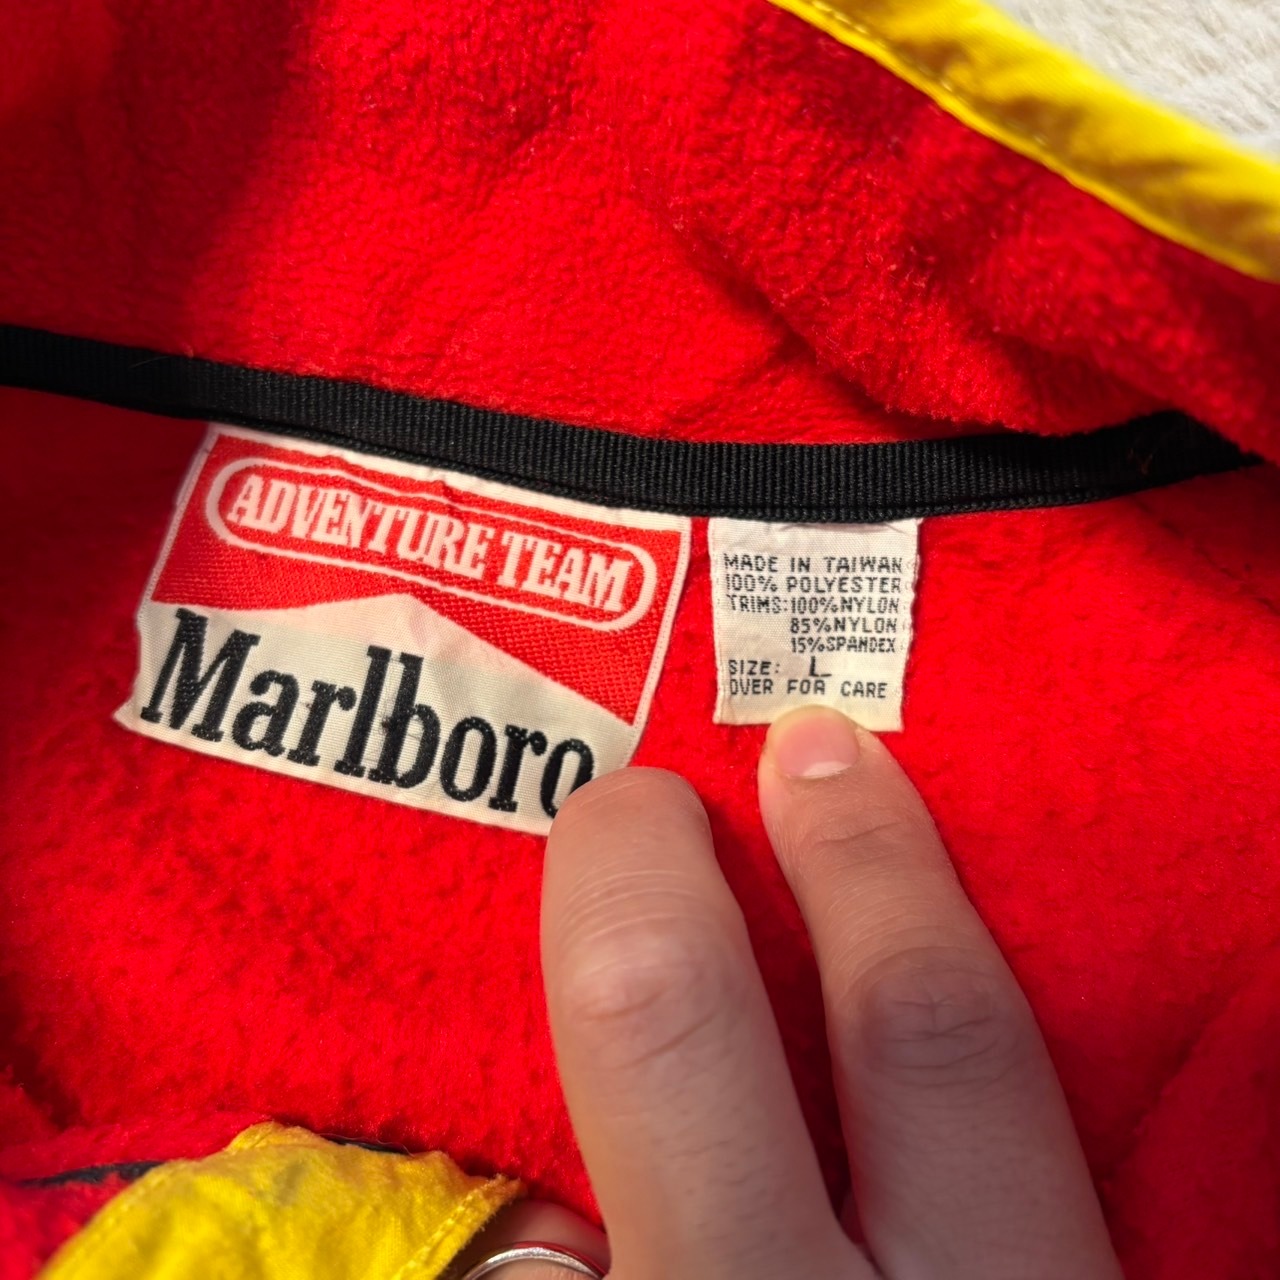 ADVENTURE TEAM
Marlboro
MADE IN TAIWAN
100% POLYESTER
TRIMS:100%NYLON
85%NYLON
15%SPANDEX
SIZE: L
OVER FOR CARE